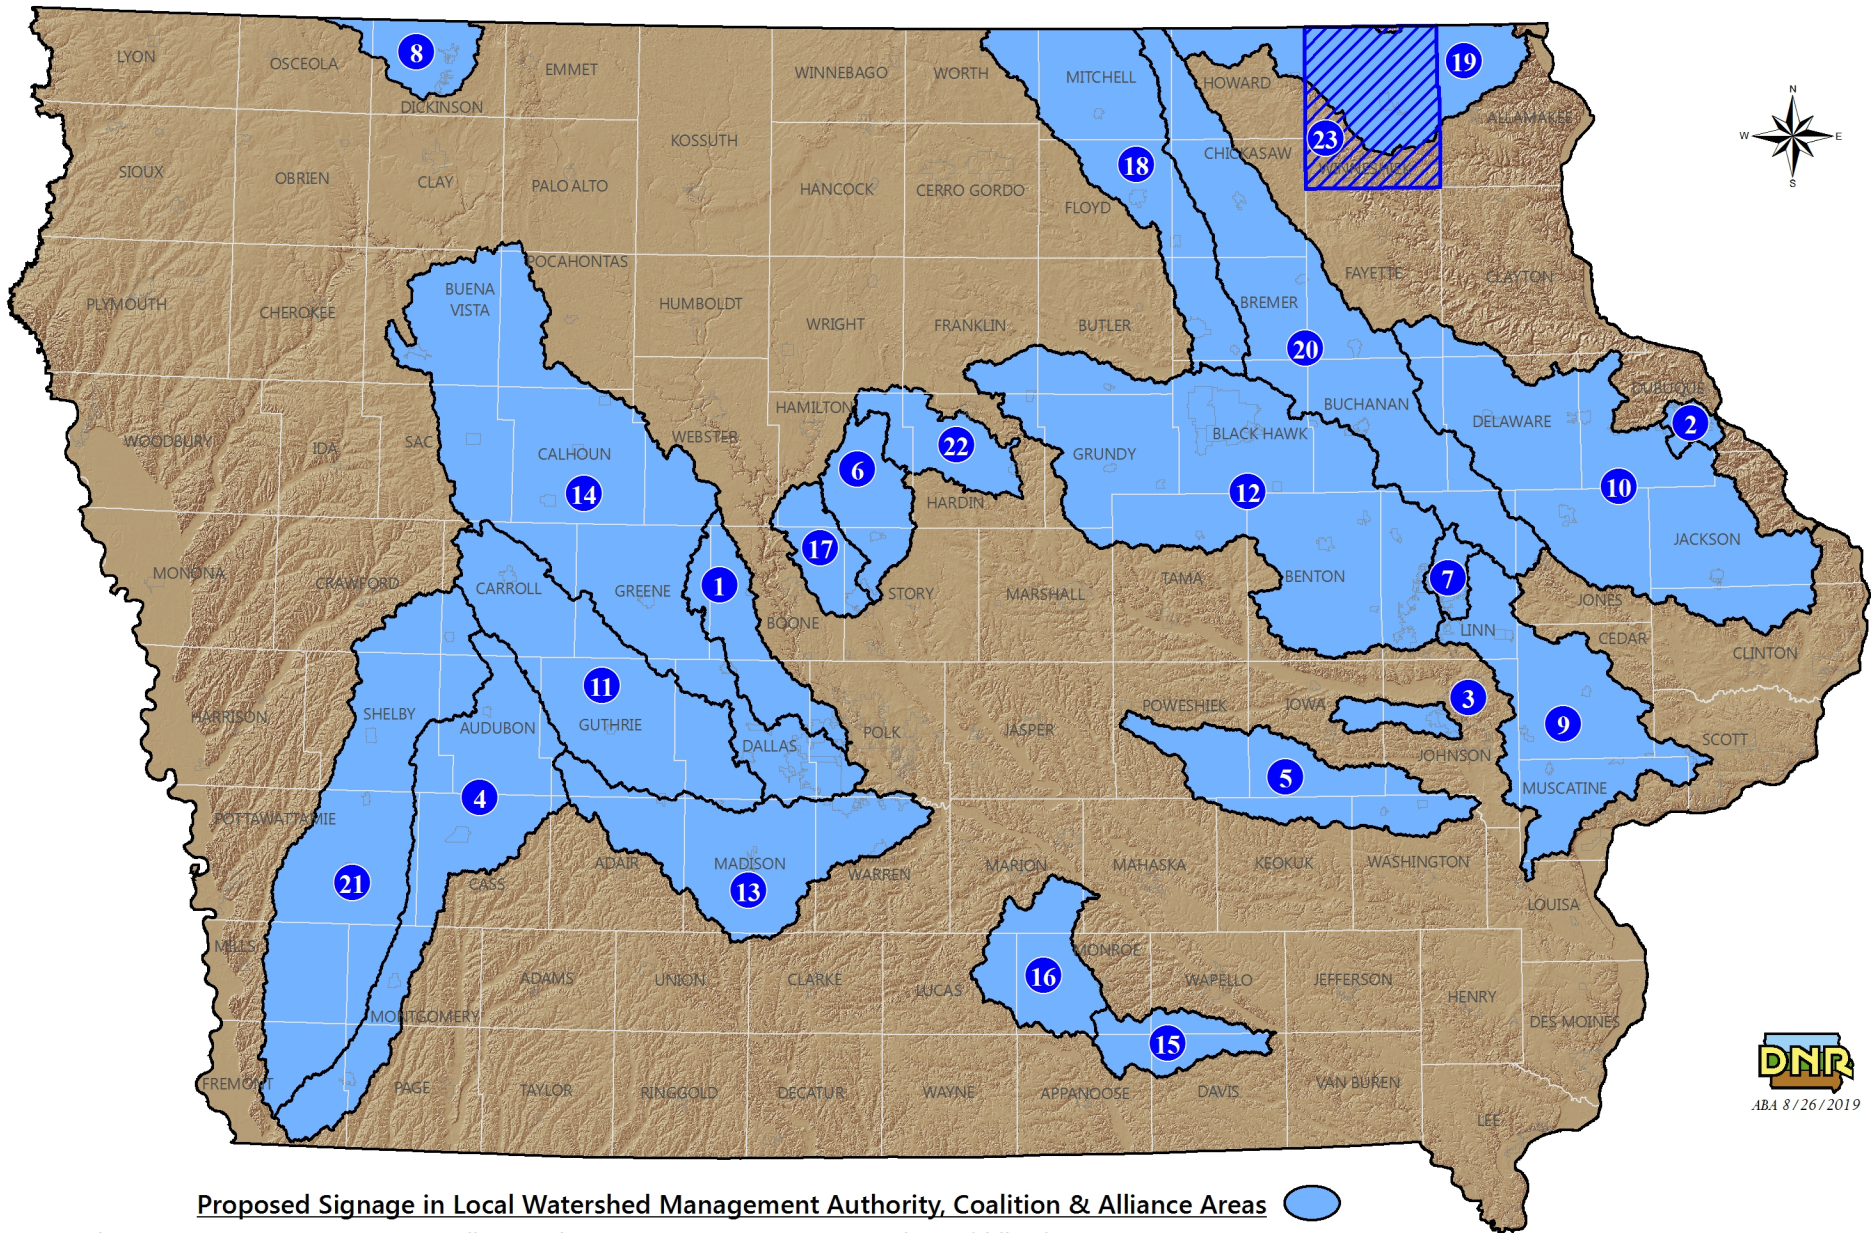 LYON
OSCEOLA
8
DICKINSON
EMMET
WINNEBAGO
WORTH
MITCHELL
HOWARD
19
ALLAMAKEE
N
W
E
S
SIOUX
OBRIEN
CLAY
PALO ALTO
KOSSUTH
HANCOCK
CERRO GORDO
18
FLOYD
CHICKASAW
23
WINNESHIEK
PLYMOUTH
CHEROKEE
BUENA
VISTA
POCAHONTAS
HUMBOLDT
WRIGHT
FRANKLIN
BUTLER
BREMER
20
FAYETTE
CLAYTON
WOODBURY
IDA
SAC
CALHOUN
14
WEBSTER
HAMILTON
6
22
HARDIN
GRUNDY
BLACK HAWK
12
BUCHANAN
DELAWARE
DUBUQUE
2
10
MONONA
CRAWFORD
CARROLL
GREENE
1
BOONE
17
STORY
MARSHALL
TAMA
BENTON
7
LINN
JONES
JACKSON
CEDAR
CLINTON
HARRISON
SHELBY
AUDUBON
11
GUTHRIE
DALLAS
POLK
JASPER
POWESHIEK
IOWA
3
JOHNSON
9
SCOTT
MUSCATINE
POTTAWATTAMIE
4
21
CASS
ADAIR
MADISON
13
WARREN
MARION
MAHASKA
5
KEOKUK
WASHINGTON
LOUISA
MILLS
MONTGOMERY
ADAMS
UNION
CLARKE
LUCAS
16
MONROE
WAPELLO
JEFFERSON
HENRY
DES MOINES
FREMONT
PAGE
TAYLOR
RINGGOLD
DECATUR
WAYNE
APPANOOSE
15
DAVIS
VAN BUREN
LEE
DNR
ABA 8/26/2019
Proposed Signage in Local Watershed Management Authority, Coalition & Alliance Areas